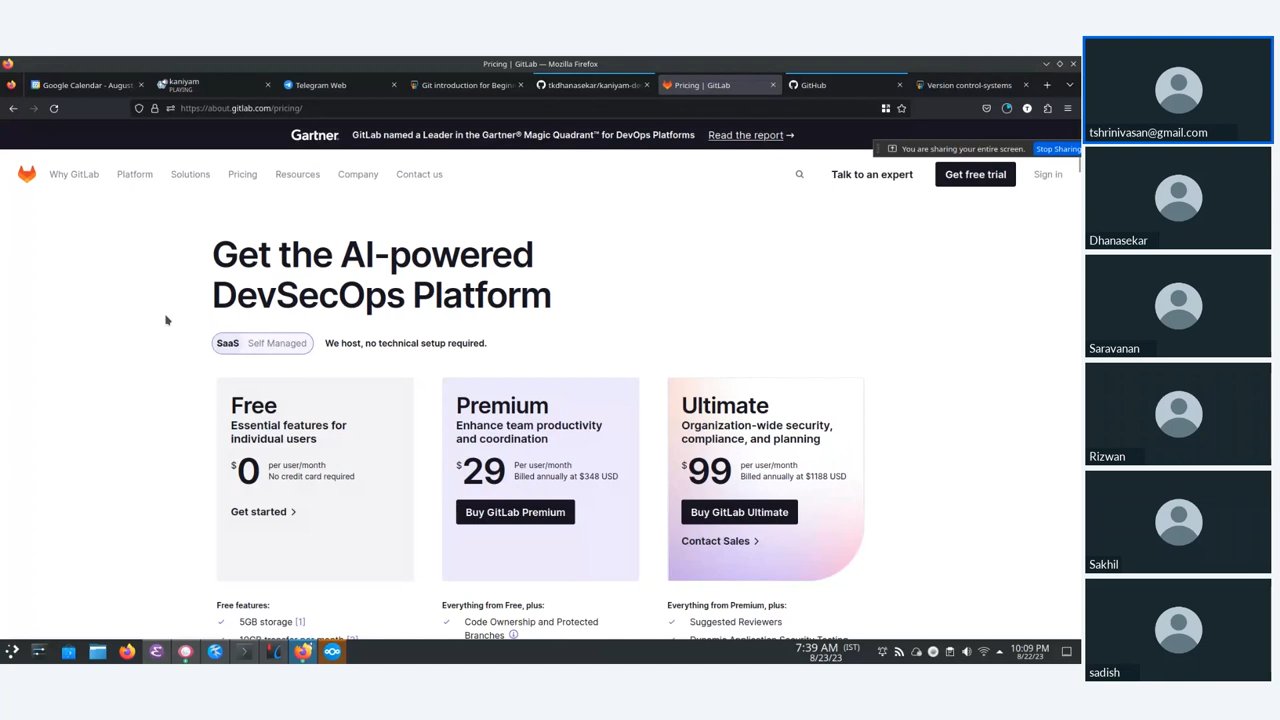 Pricing | GitLab — Mozilla Firefox
Google Calendar - August
kaniyam
PLAYING
Telegram Web
Git introduction for Begine
tkdhanasekar/kaniyam-de
Pricing | GitLab
GitHub
Version control-systems
https://about.gitlab.com/pricing/
Gartner GitLab named a Leader in the Gartner® Magic Quadrant™ for DevOps Platforms Read the report →
You are sharing your entire screen. Stop Sharing
Why GitLab Platform Solutions Pricing Resources Company Contact us
Talk to an expert Get free trial Sign in
Get the AI-powered
DevSecOps Platform
SaaS Self Managed We host, no technical setup required.
Free
Essential features for
individual users
$0 per user/month
No credit card required
Get started
Premium
Enhance team productivity
and coordination
$29 Per user/month
Billed annually at $348 USD
Buy GitLab Premium
Ultimate
Organization-wide security,
compliance, and planning
$99 per user/month
Billed annually at $1188 USD
Buy GitLab Ultimate
Contact Sales
Free features:
5GB storage [1]
Everything from Free, plus:
Code Ownership and Protected
Branches
Everything from Premium, plus:
Suggested Reviewers
7:39 AM (IST)
8/23/23
10:09 PM
8/22/23
tshrinivasan@gmail.com
Dhanasekar
Saravanan
Rizwan
Sakhil
sadish